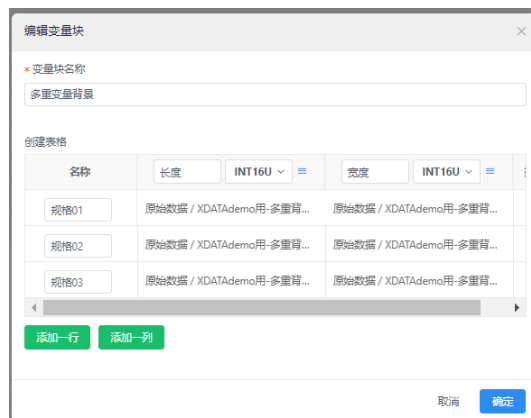 编辑变量块
*变量块名称
多重变量背景
创建表格
名称 长度 INT16U 宽度 INT16U
规格01 原始数据 / XDATAdemo用-多重背... 原始数据 / XDATAdemo用-多重背...
规格02 原始数据 / XDATAdemo用-多重背... 原始数据 / XDATAdemo用-多重背...
规格03 原始数据 / XDATAdemo用-多重背... 原始数据 / XDATAdemo用-多重背...
添加一行 添加一列
取消 确定